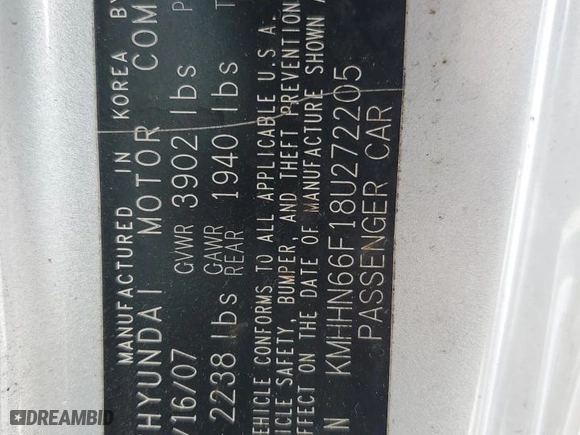 MANUFACTURED IN KOREA BY
HYUNDAI MOTOR COM
/16/07 GVWR 3902 lbs
2238 lbs GAWR REAR 1940 lbs
EHICLE CONFORMS TO ALL APPLICABLE U.S.A.
ICLE SAFETY, BUMPER, AND THEFT PREVENTION
FFECT ON THE DATE OF MANUFACTURE SHOWN A
N KMHHN66F18U272205
PASSENGER CAR
DREAMBID